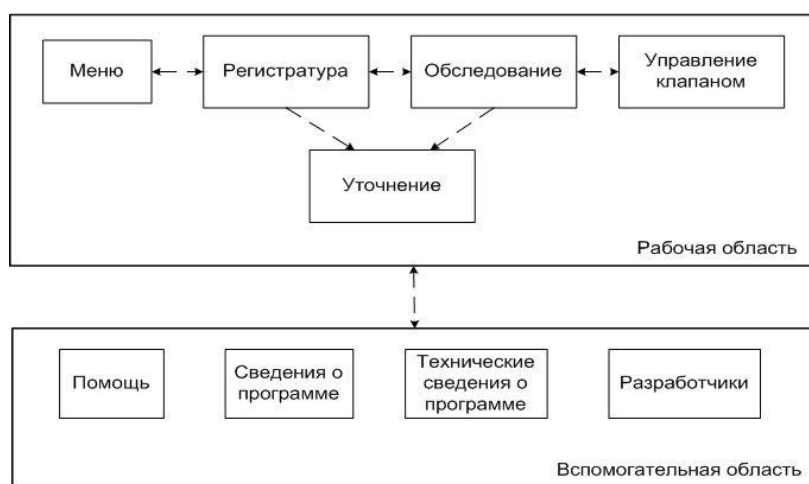 Меню
Регистратура
Обследование
Управление
клапаном
Уточнение
Рабочая область
Помощь
Сведения о
программе
Технические
сведения о
программе
Разработчики
Вспомогательная область